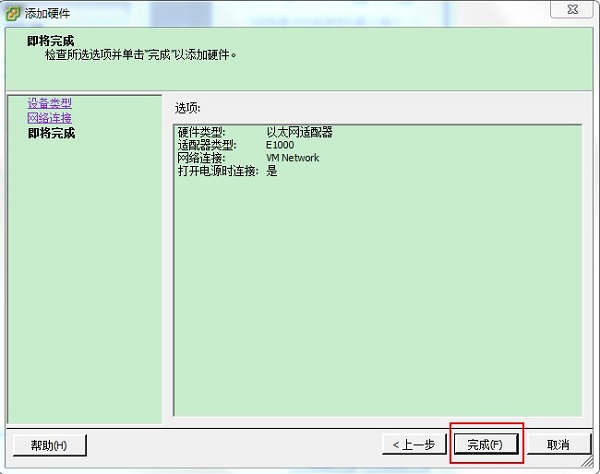 添加硬件
即将完成
检查所选选项并单击"完成"以添加硬件。
设备类型
网络连接
即将完成
选项:
硬件类型: 以太网适配器
适配器类型: E1000
网络连接: VM Network
打开电源时连接: 是
帮助(H)
<上一步
完成(F)
取消